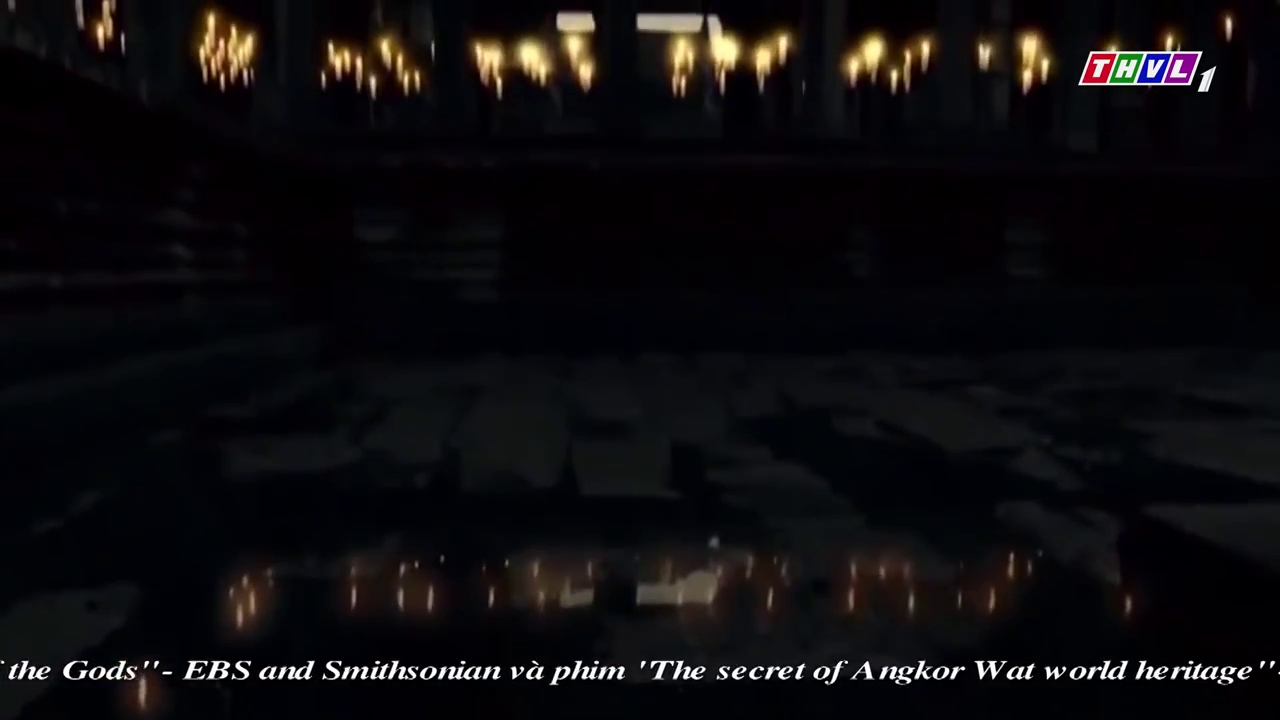 THVL1
the Gods''- EBS and Smithsonian và phim ''The secret of Angkor Wat world heritage''